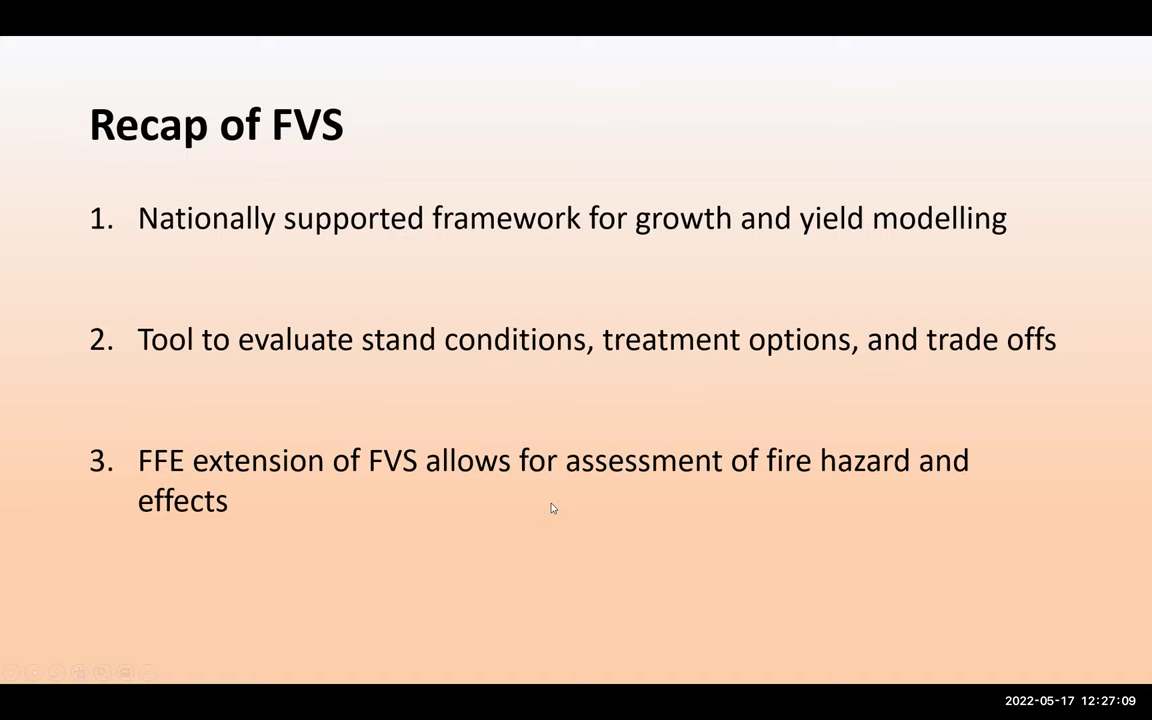 Recap of FVS
1. Nationally supported framework for growth and yield modelling
2. Tool to evaluate stand conditions, treatment options, and trade offs
3. FFE extension of FVS allows for assessment of fire hazard and
effects
2022-05-17 12:27:09